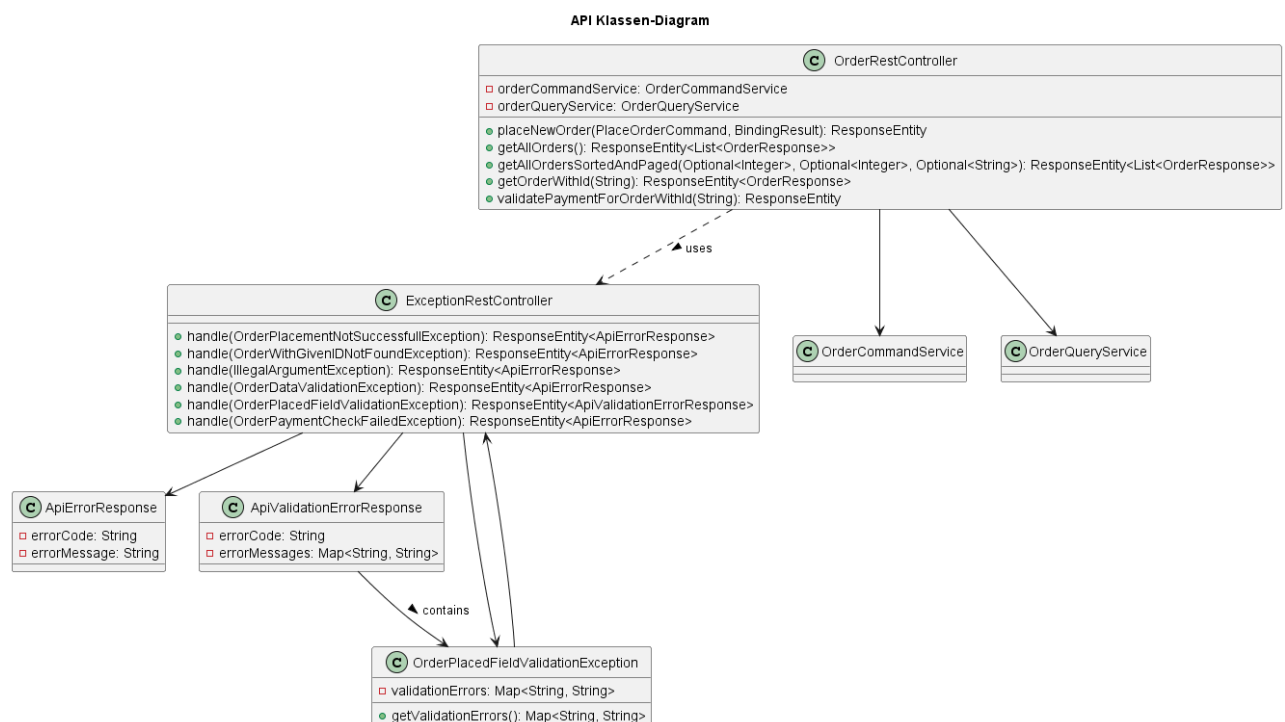 API Klassen-Diagram
C OrderRestController
orderCommandService: OrderCommandService
orderQueryService: OrderQueryService
placeNewOrder(PlaceOrderCommand, BindingResult): ResponseEntity
getAllOrders(): ResponseEntity<List<OrderResponse>>
getAllOrdersSortedAndPaged(Optional<Integer>, Optional<Integer>, Optional<String>): ResponseEntity<List<OrderResponse>>
getOrderWithId(String): ResponseEntity<OrderResponse>
validatePaymentForOrderWithId(String): ResponseEntity
uses
C ExceptionRestController
handle(OrderPlacementNotSuccessfullException): ResponseEntity<ApiErrorResponse>
handle(OrderWithGivenIDNotFoundException): ResponseEntity<ApiErrorResponse>
handle(IllegalArgumentException): ResponseEntity<ApiErrorResponse>
handle(OrderDataValidationException): ResponseEntity<ApiErrorResponse>
handle(OrderPlacedFieldValidationException): ResponseEntity<ApiValidationErrorResponse>
handle(OrderPaymentCheckFailedException): ResponseEntity<ApiErrorResponse>
C OrderCommandService
C OrderQueryService
C ApiErrorResponse
errorCode: String
errorMessage: String
C ApiValidationErrorResponse
errorCode: String
errorMessages: Map<String, String>
contains
C OrderPlacedFieldValidationException
validationErrors: Map<String, String>
getValidationErrors(): Map<String, String>